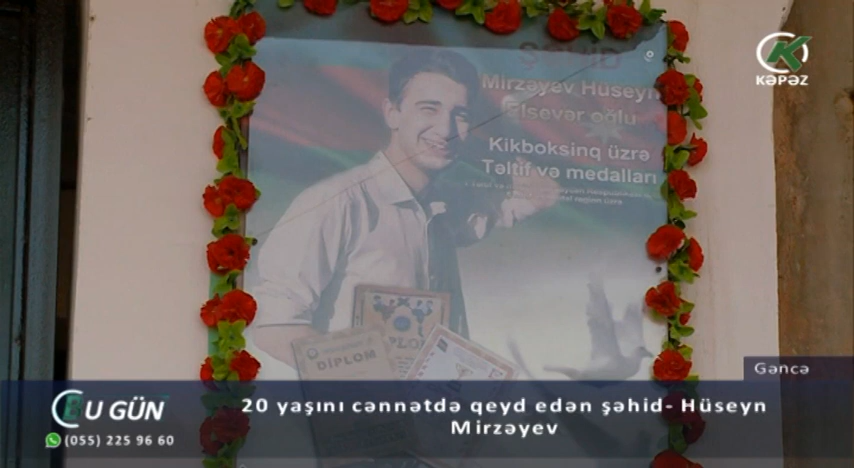 ŞƏHİD
Mirzəyev Hüseyn
Elsevər oğlu
Kikboksinq üzrə
Təltif və medalları
DİPLOM
KƏPƏZ
Gəncə
BU GÜN
(055) 225 96 60
20 yaşını cənnətdə qeyd edən şəhid- Hüseyn
Mirzəyev